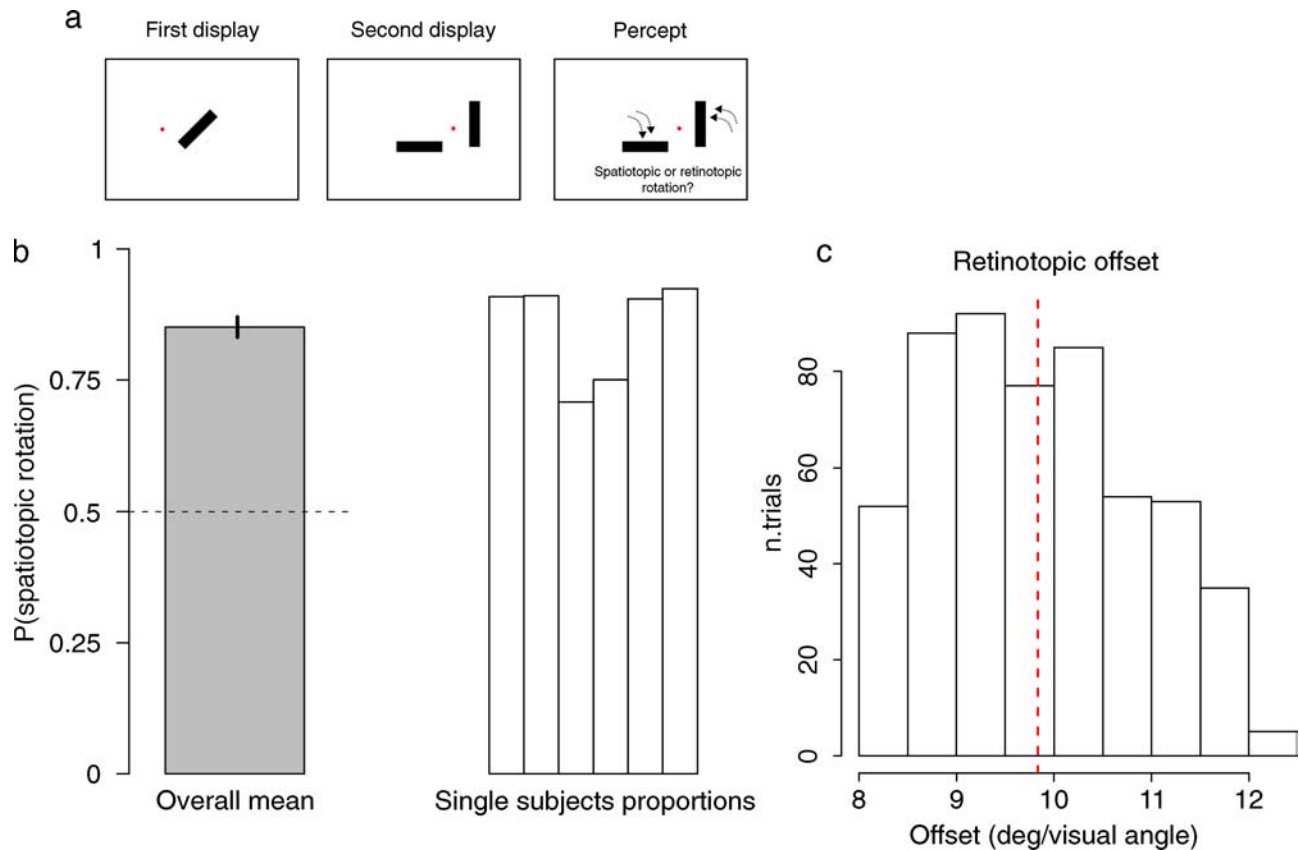 a
First display
Second display
Percept
Spatiotopic or retinotopic
rotation?
b
P(spatiotopic rotation)
1
0.75
0.5
0.25
0
Overall mean
Single subjects proportions
c
Retinotopic offset
n.trials
80
60
40
20
0
8 9 10 11 12
Offset (deg/visual angle)